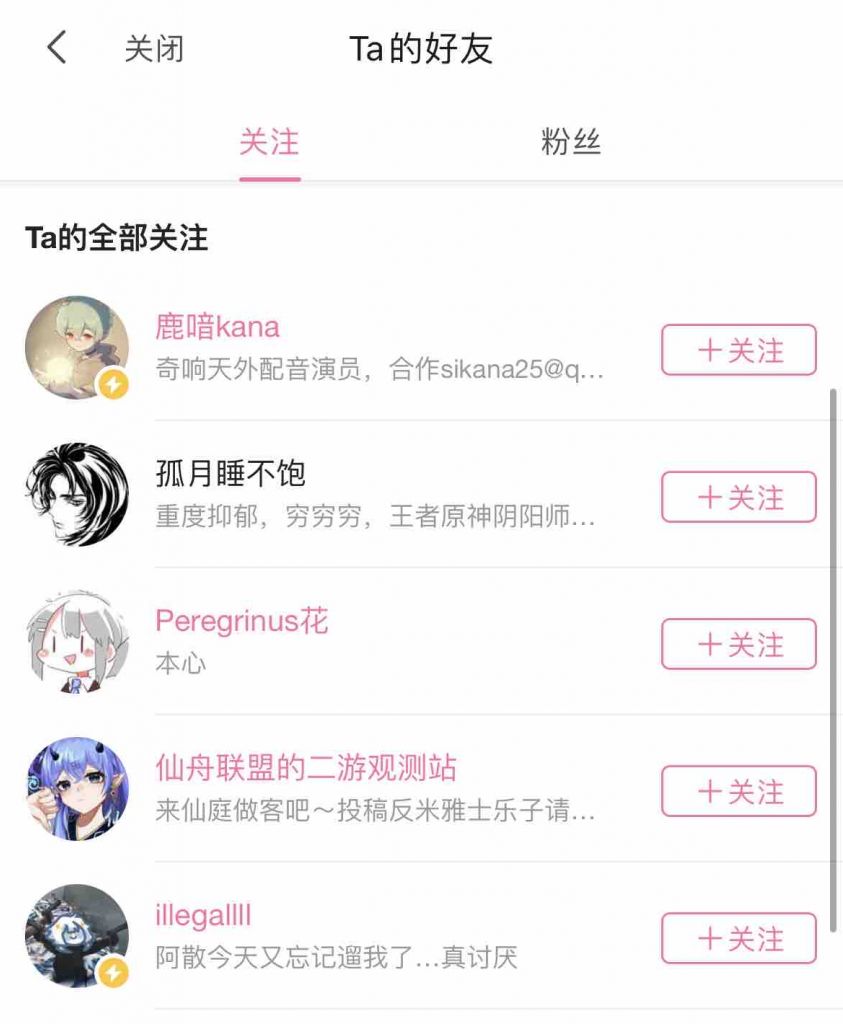 关闭
Ta的好友
关注
粉丝
Ta的全部关注
鹿喑kana
奇响天外配音演员，合作sikana25@q...
＋关注
孤月睡不饱
重度抑郁，穷穷穷，王者原神阴阳师...
＋关注
Peregrinus花
本心
＋关注
仙舟联盟的二游观测站
来仙庭做客吧～投稿反米雅士乐子请...
＋关注
illegallll
阿散今天又忘记遛我了...真讨厌
＋关注